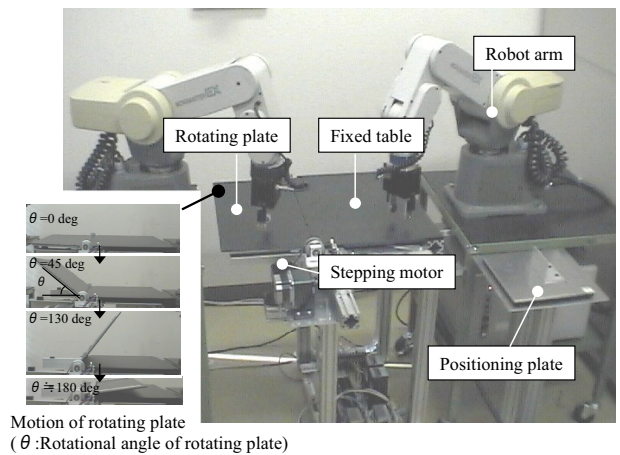 Robot arm
Rotating plate
Fixed table
θ=0 deg
θ=45 deg
θ
Stepping motor
θ=130 deg
Positioning plate
θ≒180 deg
Motion of rotating plate
(θ:Rotational angle of rotating plate)